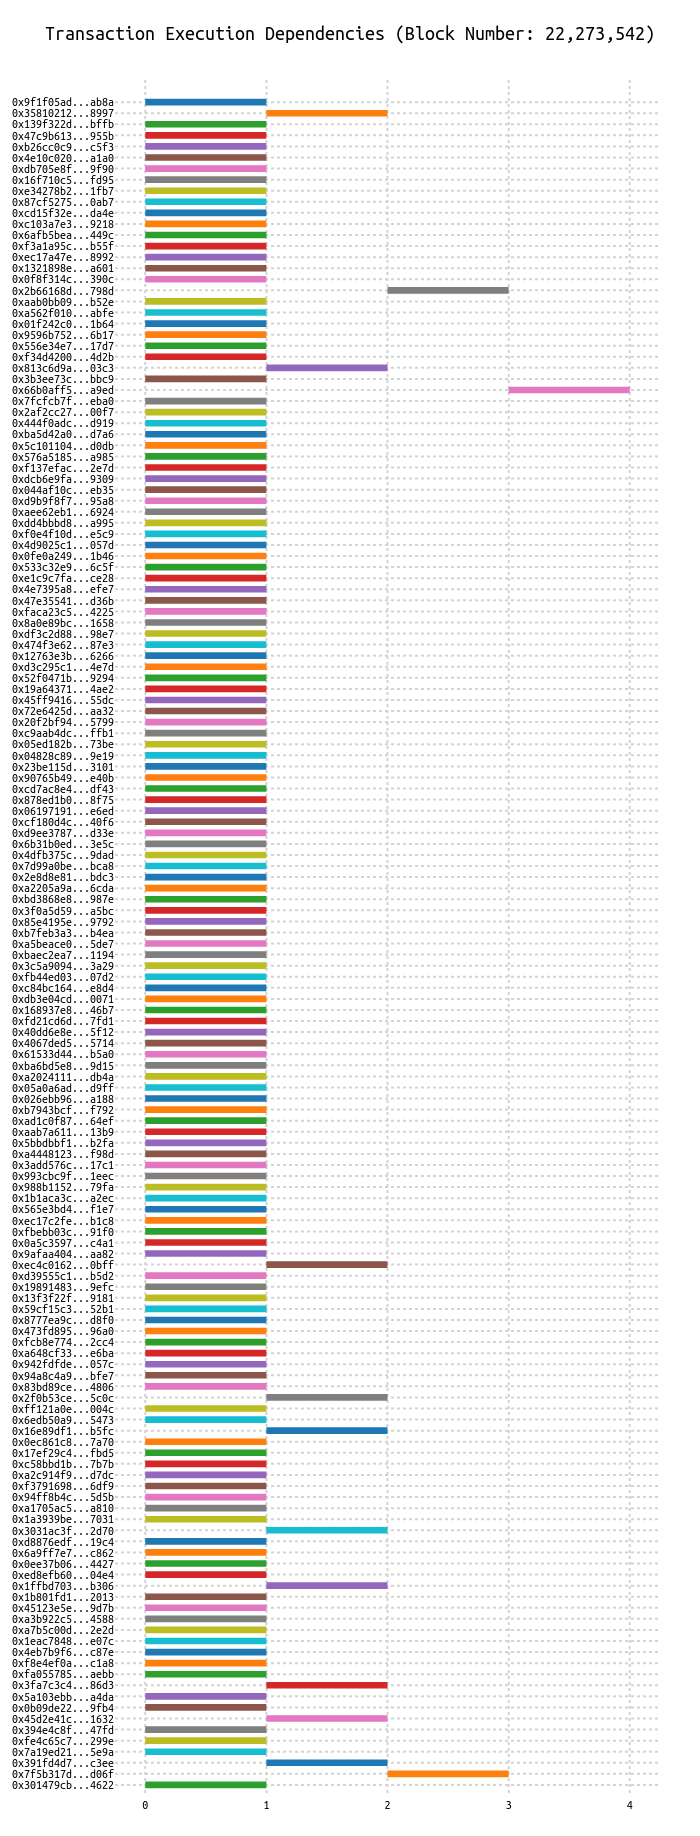 Transaction Execution Dependencies (Block Number: 22,273,542)
0x9f1f05ad...ab8a
0x35810212...8997
0x139f322d...bffb
0x47c9b613...955b
0xb26cc0c9...c5f3
0x4e10c020...a1a0
0xdb705e8f...9f90
0x16f710c5...fd95
0xe34278b2...1fb7
0x87cf5275...0ab7
0xcd15f32e...da4e
0xc103a7e3...9218
0x6afb5bea...449c
0xf3a1a95c...b55f
0xec17a47e...8992
0x1321898e...a601
0x0f8f314c...390c
0x2b66168d...798d
0xaab0bb09...b52e
0xa562f010...abfe
0x01f242c0...1b64
0x9596b752...6b17
0x556e34e7...17d7
0xf34d4200...4d2b
0x813c6d9a...03c3
0x3b3ee73c...bbc9
0x66b0aff5...a9ed
0x7fcfcb7f...eba0
0x2af2cc27...00f7
0x444f0adc...d919
0xba5d42a0...d7a6
0x5c101104...d0db
0x576a5185...a985
0xf137efac...2e7d
0xdcb6e9fa...9309
0x044af10c...eb35
0xd9b9f8f7...95a8
0xaee62eb1...6924
0xdd4bbbd8...a995
0xf0e4f10d...e5c9
0x4d9025c1...057d
0x0fe0a249...1b46
0x533c32e9...6c5f
0xe1c9c7fa...ce28
0x4e7395a8...efe7
0x47e35541...d36b
0xfaca23c5...4225
0x8a0e89bc...1658
0xdf3c2d88...98e7
0x474f3e62...87e3
0x12763e3b...6266
0xd3c295c1...4e7d
0x52f0471b...9294
0x19a64371...4ae2
0x45ff9416...55dc
0x72e6425d...aa32
0x20f2bf94...5799
0xc9aab4dc...ffb1
0x05ed182b...73be
0x04828c89...9e19
0x23be115d...3101
0x90765b49...e40b
0xcd7ac8e4...df43
0x878ed1b0...8f75
0x06197191...e6ed
0xcf180d4c...40f6
0xd9ee3787...d33e
0x6b31b0ed...3e5c
0x4dfb375c...9dad
0x7d99a0be...bca8
0x2e8d8e81...bdc3
0xa2205a9a...6cda
0xbd3868e8...987e
0x3f0a5d59...a5bc
0x85e4195e...9792
0xb7feb3a3...b4ea
0xa5beace0...5de7
0xbaec2ea7...1194
0x3c5a9094...3a29
0xfb44ed03...07d2
0xc84bc164...e8d4
0xdb3e04cd...0071
0x168937e8...46b7
0xfd21cd6d...7fd1
0x40dd6e8e...5f12
0x4067ded5...5714
0x61533d44...b5a0
0xba6bd5e8...9d15
0xa2024111...db4a
0x05a0a6ad...d9ff
0x026ebb96...a188
0xb7943bcf...f792
0xad1c0f87...64ef
0xaab7a611...13b9
0x5bbdbbf1...b2fa
0xa4448123...f98d
0x3add576c...17c1
0x993cbc9f...1eec
0x988b1152...79fa
0x1b1aca3c...a2ec
0x565e3bd4...f1e7
0xec17c2fe...b1c8
0xfbebb03c...91f0
0x0a5c3597...c4a1
0x9afaa404...aa82
0xec4c0162...0bff
0xd39555c1...b5d2
0x19891483...9efc
0x13f3f22f...9181
0x59cf15c3...52b1
0x8777ea9c...d8f0
0x473fd895...96a0
0xfcb8e774...2cc4
0xa648cf33...e6ba
0x942fdfde...057c
0x94a8c4a9...bfe7
0x83bd89ce...4806
0x2f0b53ce...5c0c
0xff121a0e...004c
0x6edb50a9...5473
0x16e89df1...b5fc
0x0ec861c8...7a70
0x17ef29c4...fbd5
0xc58bbd1b...7b7b
0xa2c914f9...d7dc
0xf3791698...6df9
0x94ff8b4c...5d5b
0xa1705ac5...a810
0x1a3939be...7031
0x3031ac3f...2d70
0xd8876edf...19c4
0x6a9ff7e7...c862
0x0ee37b06...4427
0xed8efb60...04e4
0x1ffbd703...b306
0x1b801fd1...2013
0x45123e5e...9d7b
0xa3b922c5...4588
0xa7b5c00d...2e2d
0x1eac7848...e07c
0x4eb7b9f6...c87e
0xf8e4ef0a...c1a8
0xfa055785...aebb
0x3fa7c3c4...86d3
0x5a103ebb...a4da
0x0b09de22...9fb4
0x45d2e41c...1632
0x394e4c8f...47fd
0xfe4c65c7...299e
0x7a19ed21...5e9a
0x391fd4d7...c3ee
0x7f5b317d...d06f
0x301479cb...4622
0 1 2 3 4